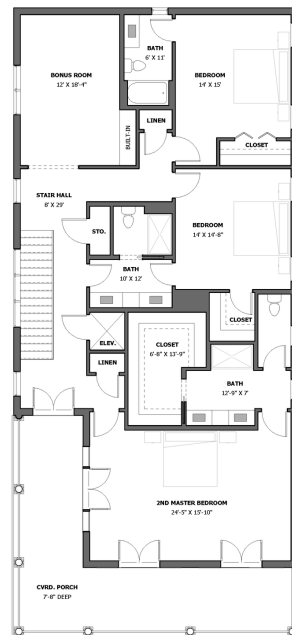 BATH
6' X 11'
BONUS ROOM
12' X 18'-4"
BEDROOM
14' X 15'
LINEN
BUILT-IN
CLOSET
STAIR HALL
8' X 29'
STO.
BEDROOM
14' X 14'-8"
BATH
10' X 12'
CLOSET
ELEV.
CLOSET
6'-8" X 13'-9"
LINEN
BATH
12'-9" X 7'
2ND MASTER BEDROOM
24'-5" X 15'-10"
CVRD. PORCH
7'-8" DEEP